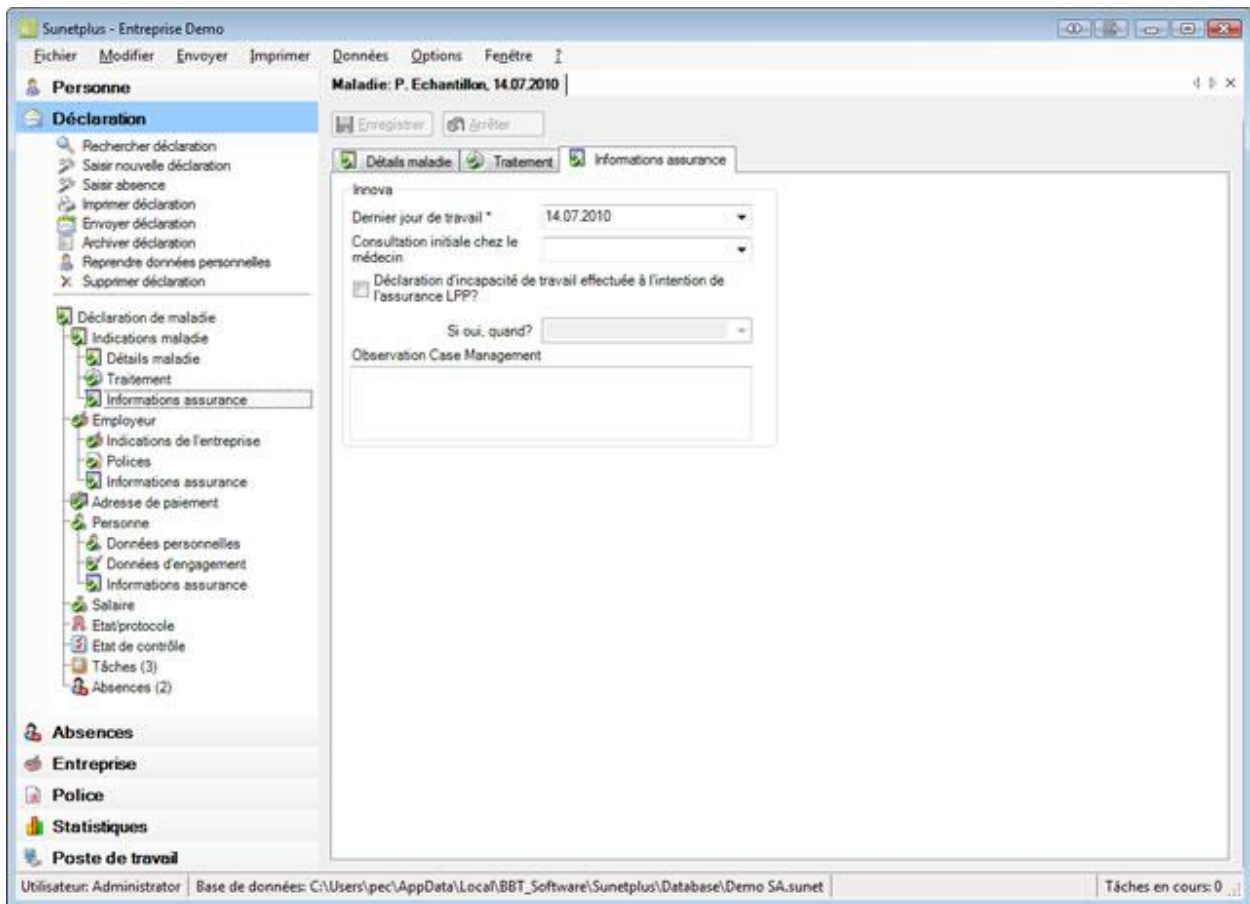 Sunetplus - Entreprise Demo
Fichier Modifier Envoyer Imprimer Données Options Fenêtre ?
Personne
Déclaration
Rechercher déclaration
Saisir nouvelle déclaration
Saisir absence
Imprimer déclaration
Envoyer déclaration
Archiver déclaration
Reprendre données personnelles
Supprimer déclaration
Déclaration de maladie
Indications maladie
Détails maladie
Traitement
Informations assurance
Employeur
Indications de l'entreprise
Polices
Informations assurance
Adresse de paiement
Personne
Données personnelles
Données d'engagement
Informations assurance
Salaire
Etat/protocole
Etat de contrôle
Tâches (3)
Absences (2)
Absences
Entreprise
Police
Statistiques
Poste de travail
Maladie: P. Echantillon, 14.07.2010
Enregistrer Arrêter
Détails maladie Traitement Informations assurance
Innova
Dernier jour de travail * 14.07.2010
Consultation initiale chez le
médecin
Déclaration d'incapacité de travail effectuée à l'intention de
l'assurance LPP?
Si oui, quand?
Observation Case Management
Utilisateur: Administrator Base de données: C:\Users\pec\AppData\Local\BBT_Software\Sunetplus\Database\Demo SA.sunet Tâches en cours: 0